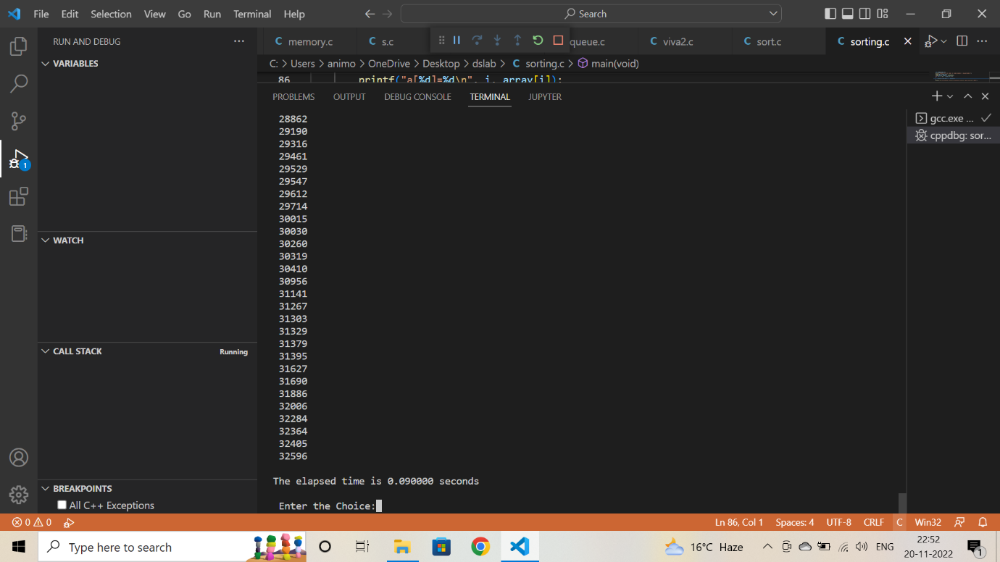 File Edit Selection View Go Run Terminal Help Search
RUN AND DEBUG ... C memory.c C s.c queue.c C viva2.c C sort.c C sorting.c
VARIABLES
C: > Users > animo > OneDrive > Desktop > dslab > C sorting.c > main(void)
86 printf("a[%d]=%d\n", i, array[i]);
PROBLEMS OUTPUT DEBUG CONSOLE TERMINAL JUPYTER
gcc.exe ...
cppdbg: sor...
28862
29190
29316
29461
29529
29547
29612
29714
30015
30030
30260
30319
30410
30956
31141
31267
31303
31329
31379
31395
31627
31690
31886
32006
32284
32364
32405
32596
The elapsed time is 0.090000 seconds
Enter the Choice:
1
WATCH
CALL STACK Running
BREAKPOINTS
All C++ Exceptions
0 0 Ln 86, Col 1 Spaces: 4 UTF-8 CRLF C Win32
Type here to search 16°C Haze ENG 22:52
20-11-2022 1